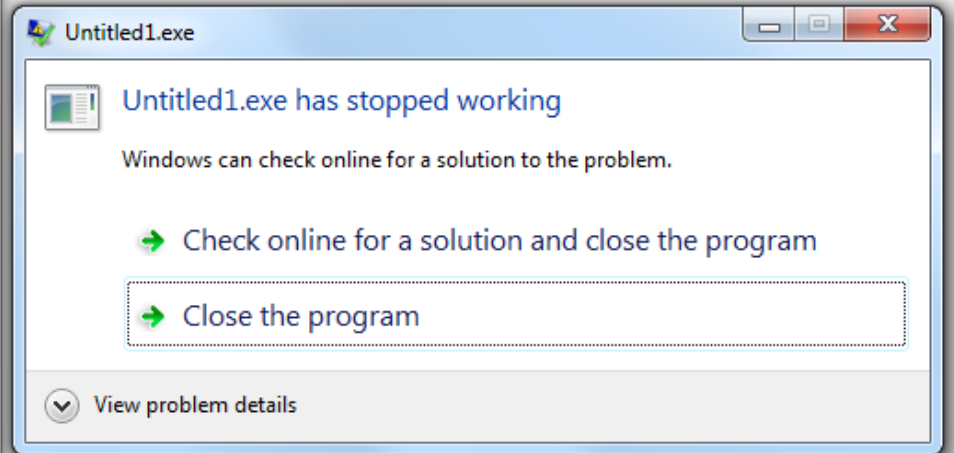 Untitled1.exe
Untitled1.exe has stopped working
Windows can check online for a solution to the problem.
Check online for a solution and close the program
Close the program
View problem details